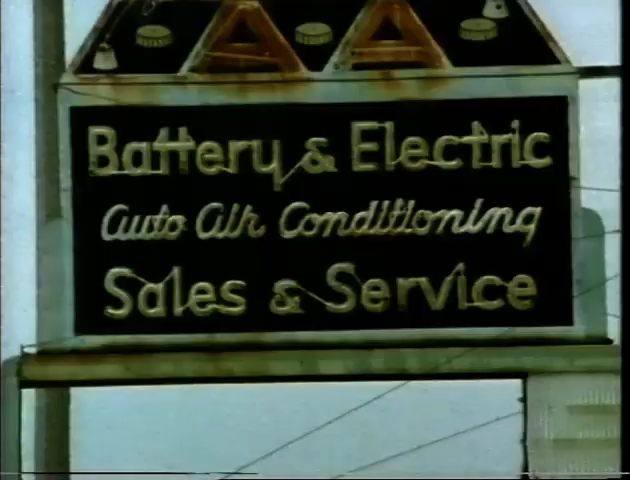 AA
Battery & Electric
Auto Air Conditioning
Sales & Service